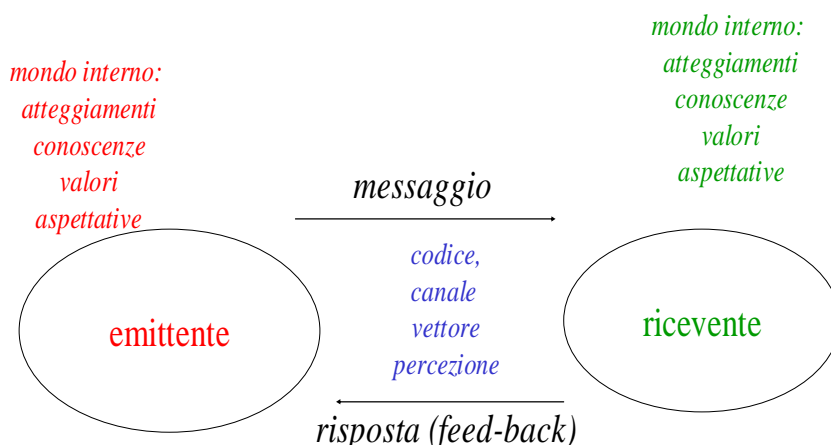 mondo interno:
atteggiamenti
conoscenze
valori
aspettative
mondo interno:
atteggiamenti
conoscenze
valori
aspettative
messaggio
codice,
canale
vettore
percezione
emittente
ricevente
risposta (feed-back)